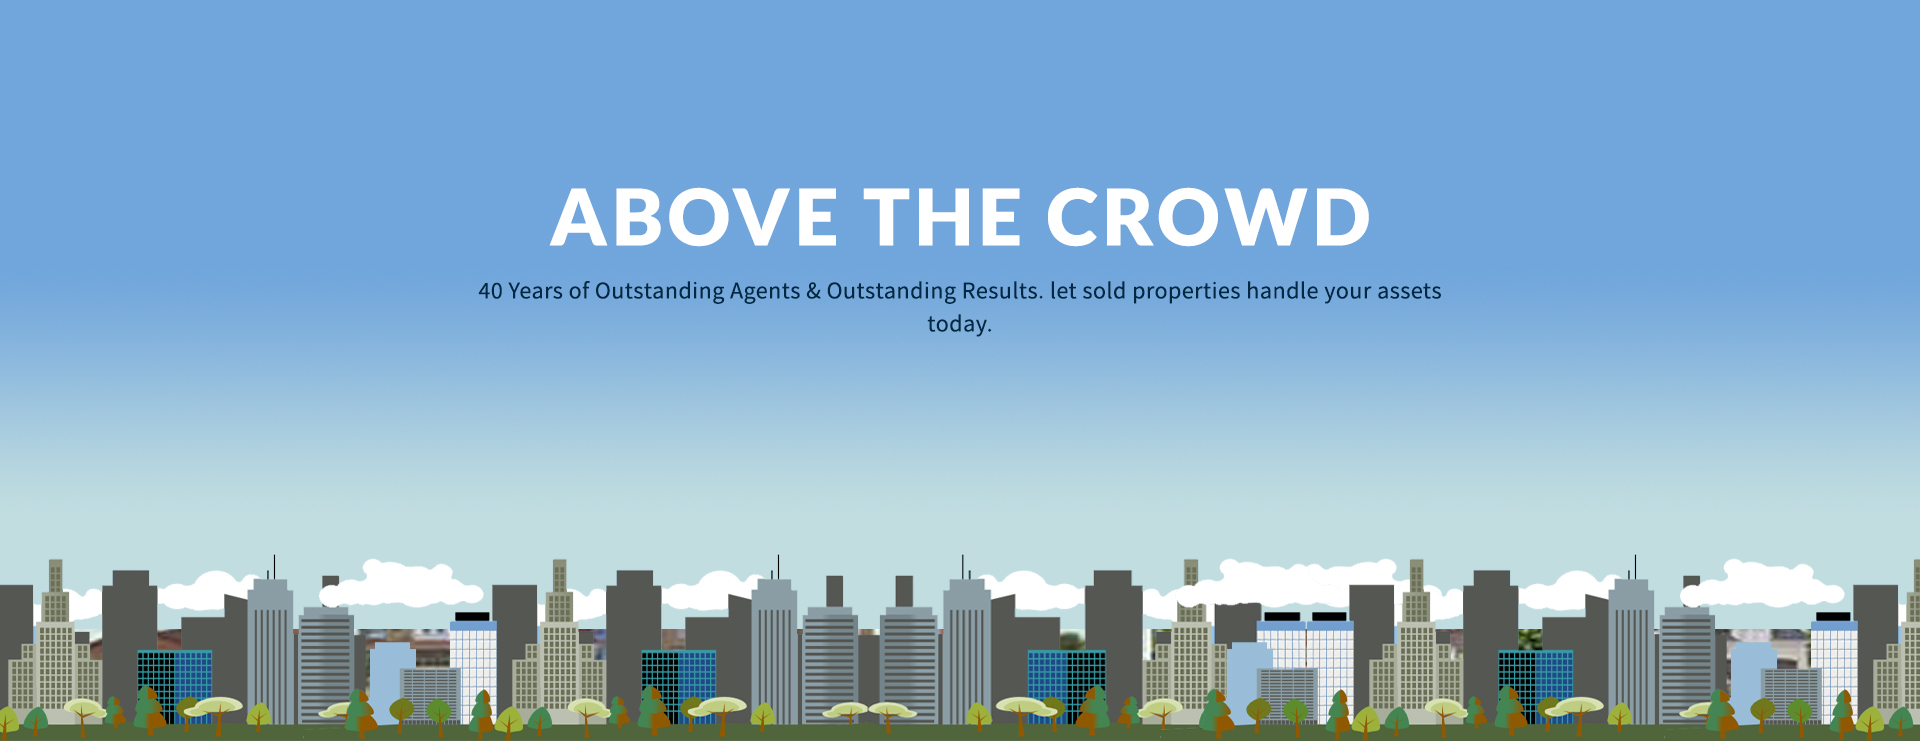 ABOVE THE CROWD
40 Years of Outstanding Agents & Outstanding Results. let sold properties handle your assets
today.